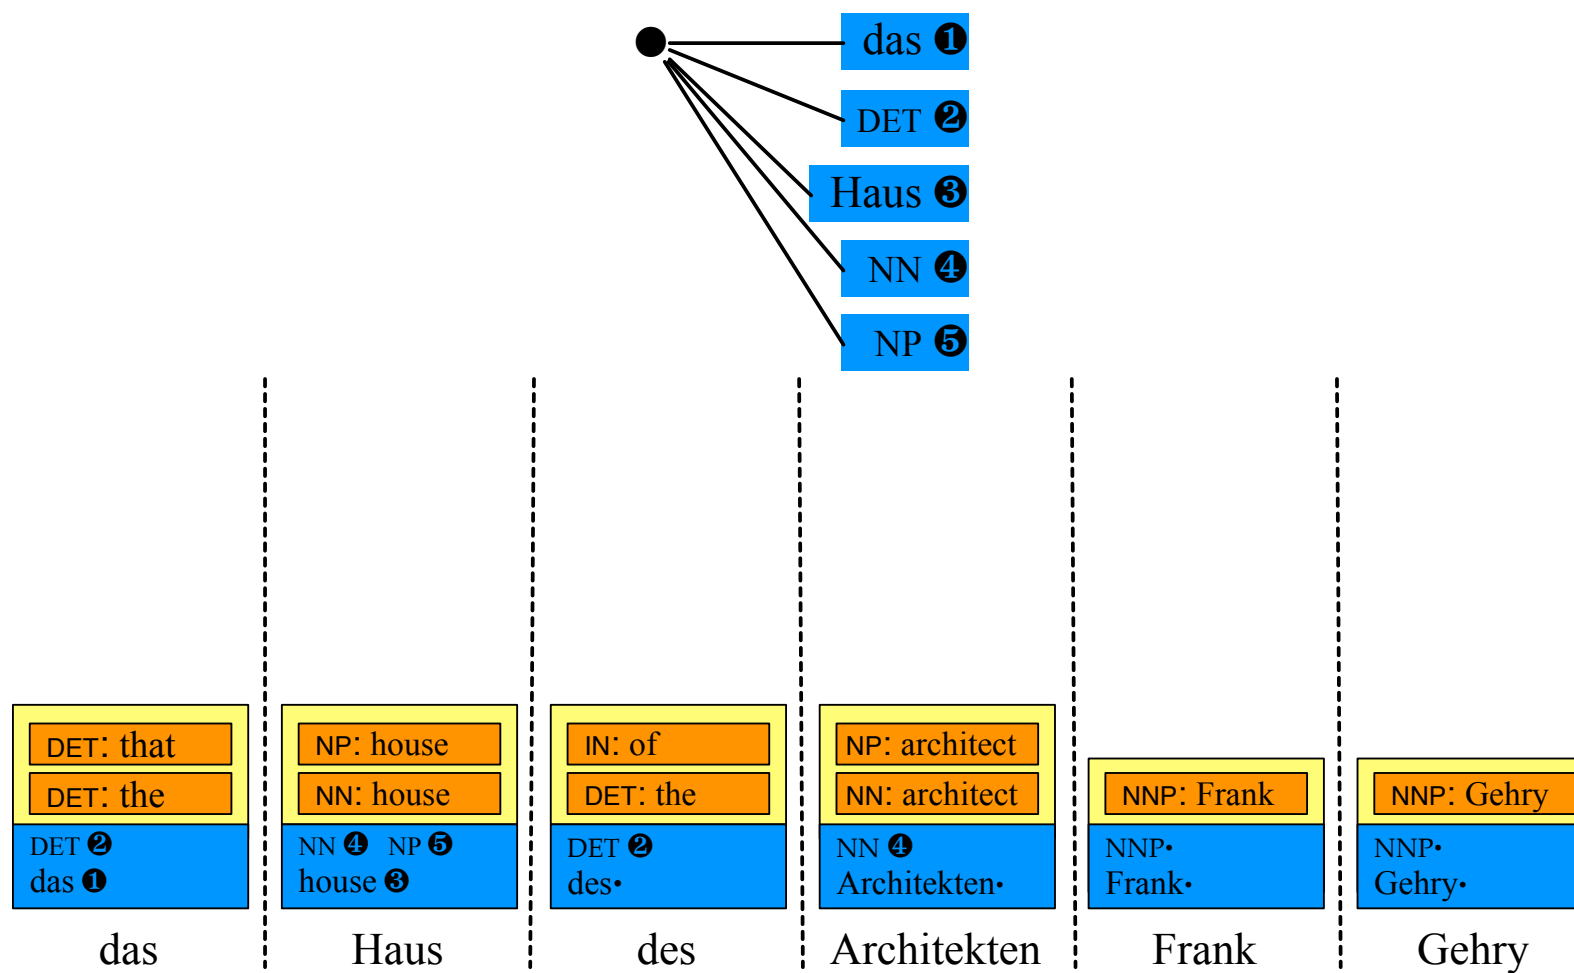 das ❶
DET ❷
Haus ❸
NN ❹
NP ❺
DET: that
DET: the
DET ❷
das ❶
das
NP: house
NN: house
NN ❹ NP ❺
house ❸
Haus
IN: of
DET: the
DET ❷
des•
des
NP: architect
NN: architect
NN ❹
Architekten•
Architekten
NNP: Frank
NNP•
Frank•
Frank
NNP: Gehry
NNP•
Gehry•
Gehry